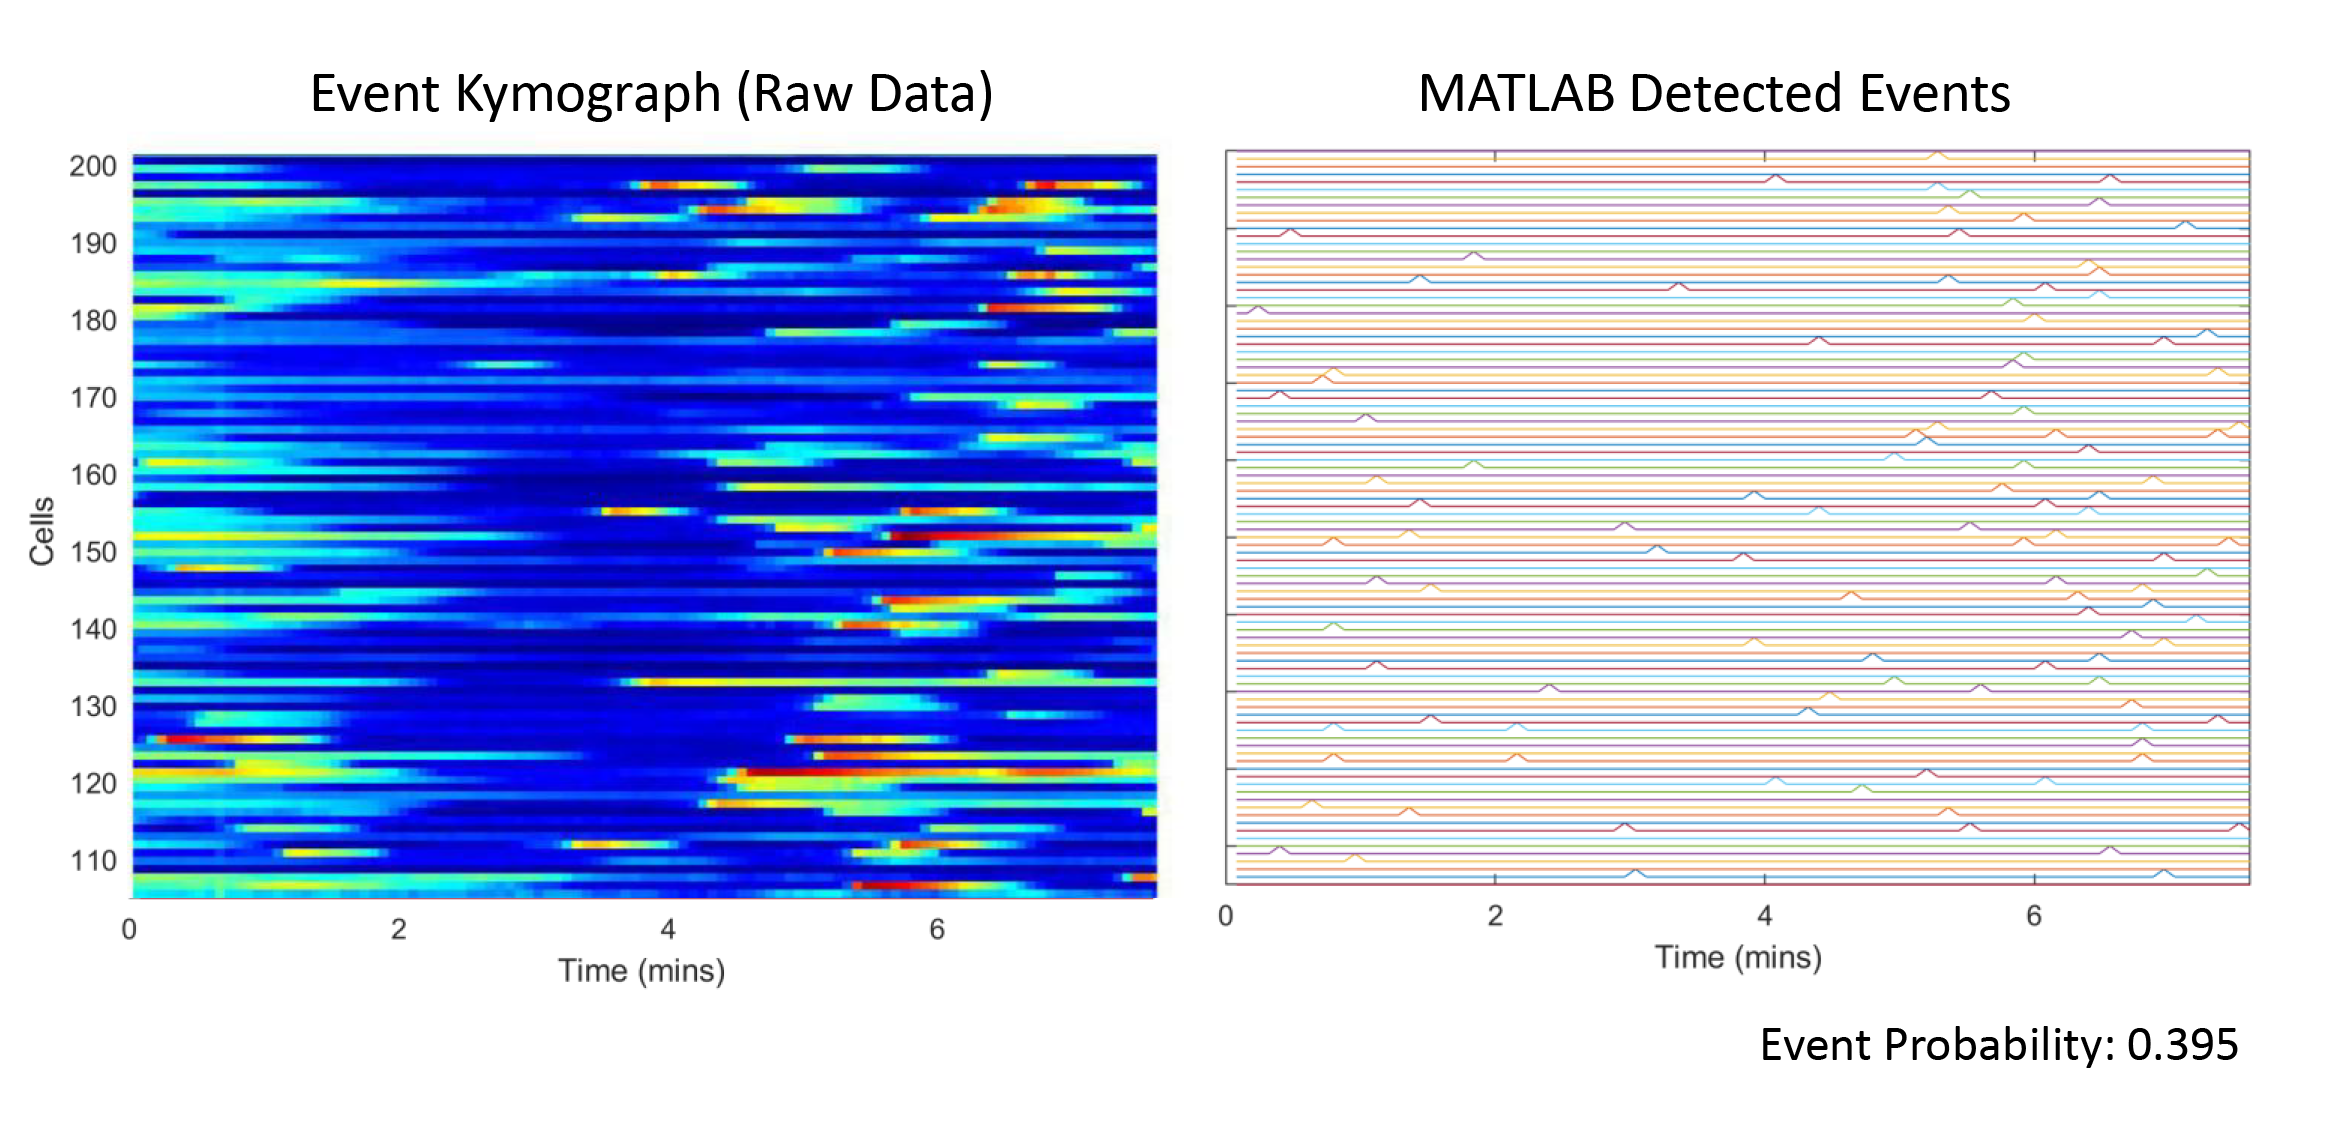 Event Kymograph (Raw Data)
MATLAB Detected Events
Cells
200
190
180
170
160
150
140
130
120
110
0 2 4 6
Time (mins)
0 2 4 6
Time (mins)
Event Probability: 0.395